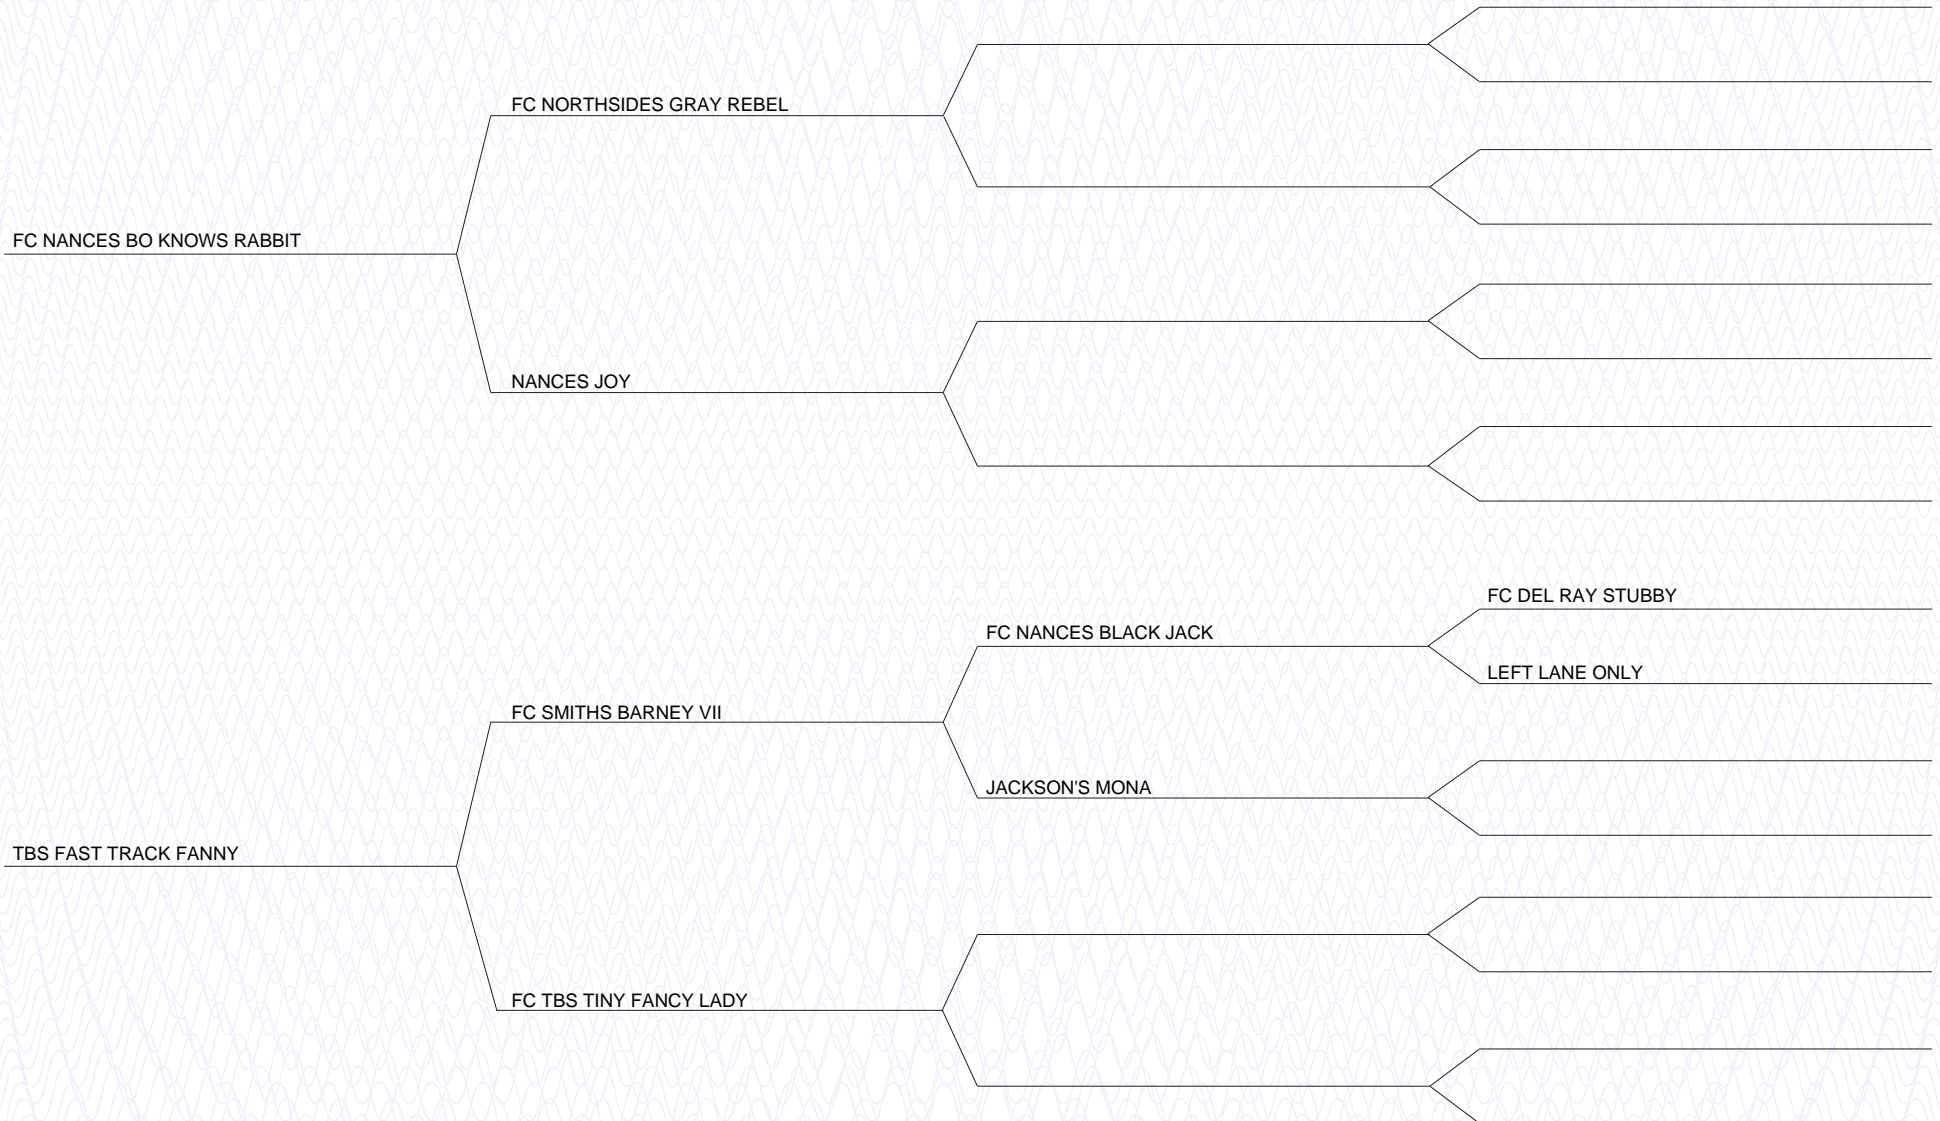 FC NORTHSIDES GRAY REBEL
FC NANCES BO KNOWS RABBIT
NANCES JOY
FC DEL RAY STUBBY
FC NANCES BLACK JACK
LEFT LANE ONLY
FC SMITHS BARNEY VII
JACKSON'S MONA
TBS FAST TRACK FANNY
FC TBS TINY FANCY LADY